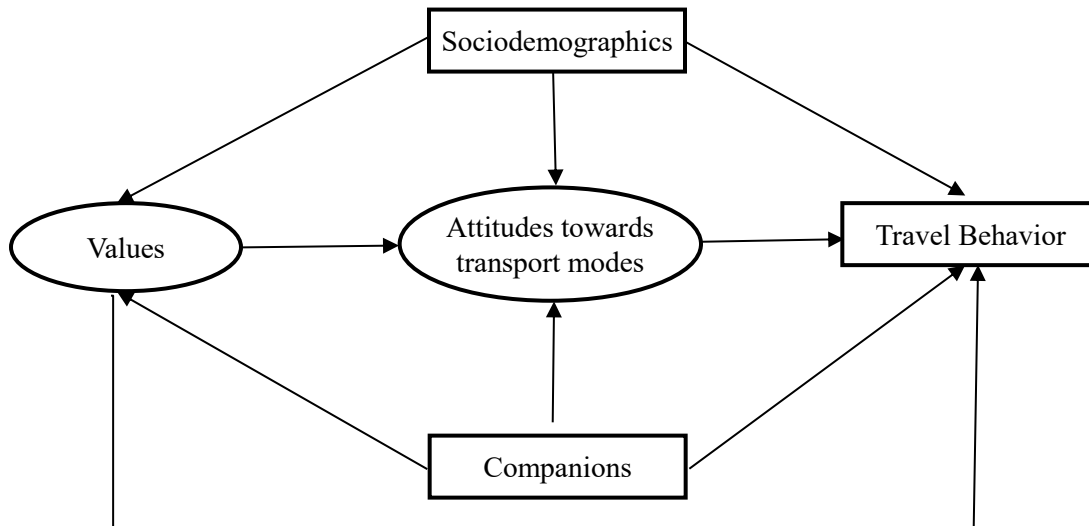 Sociodemographics
Values
Attitudes towards
transport modes
Travel Behavior
Companions